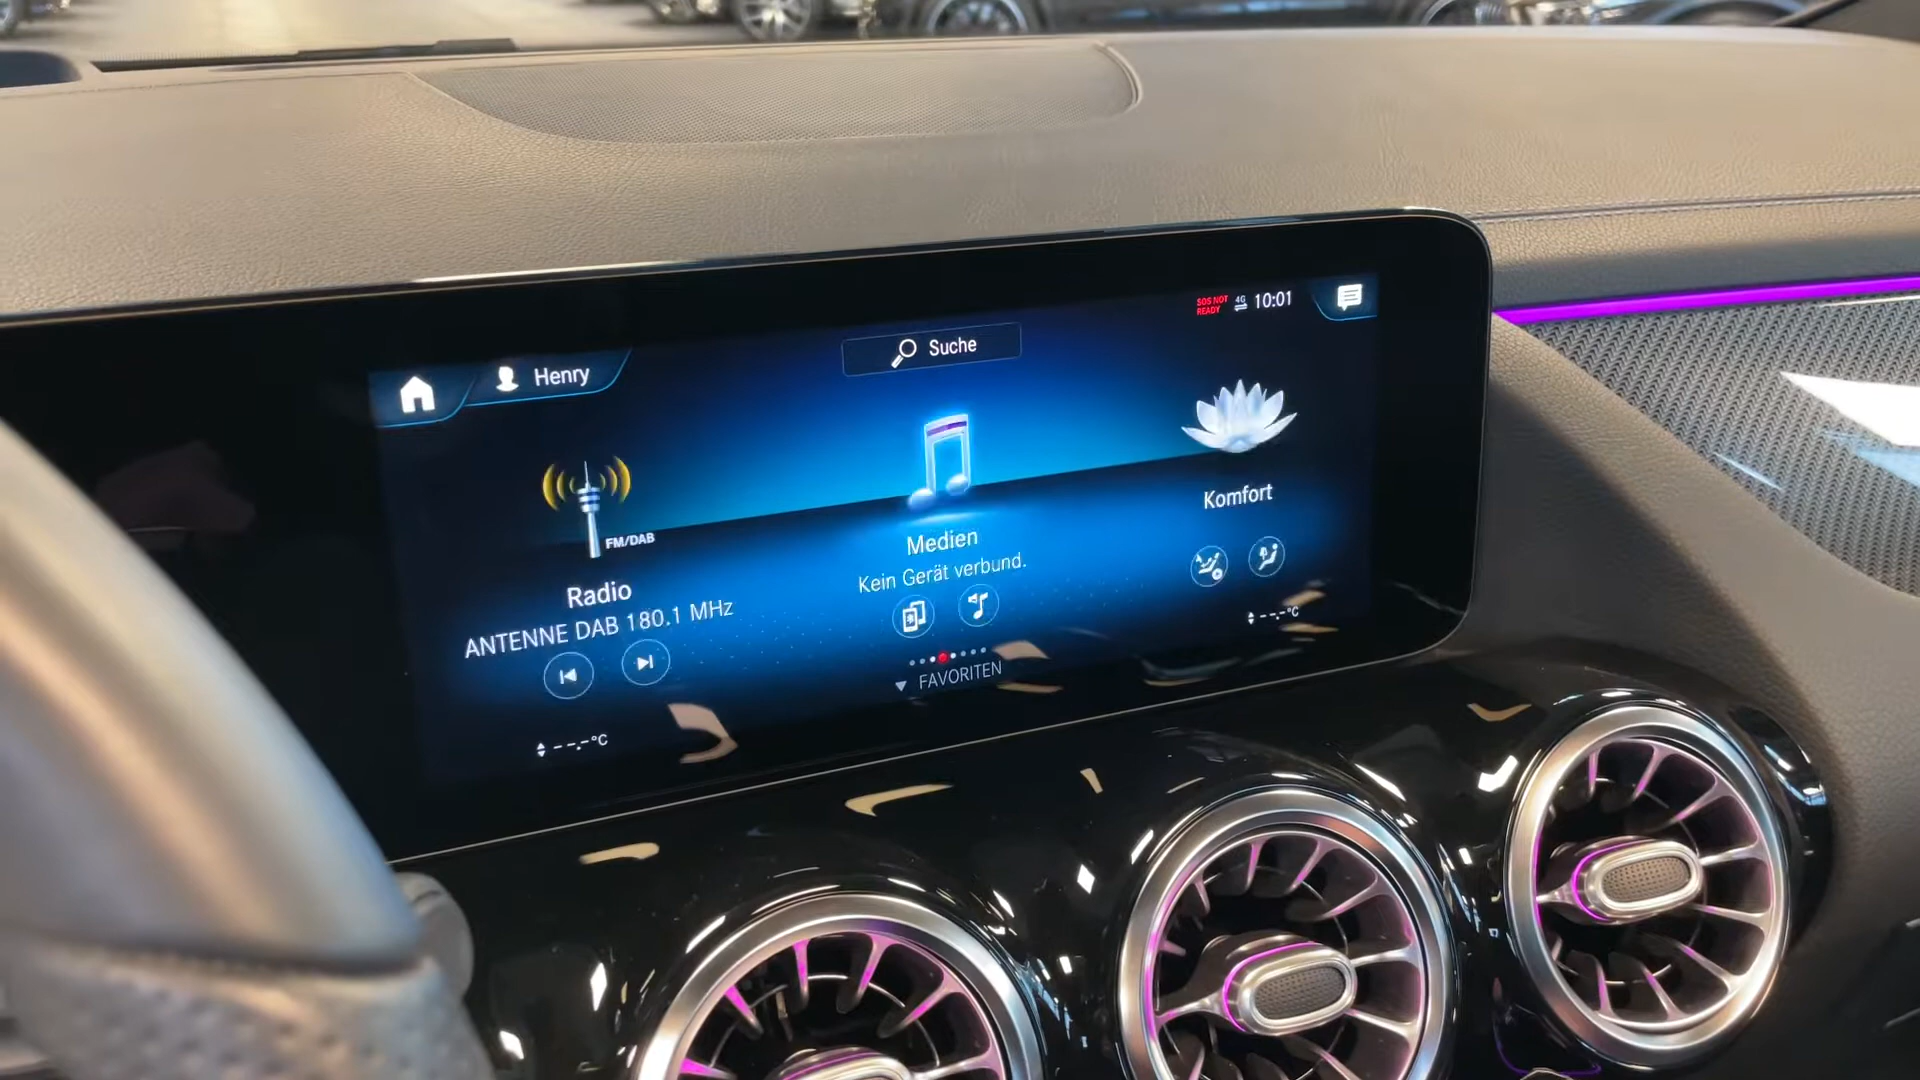 SOS NOT
READY
4G
10:01
Suche
Henry
FM/DAB
Radio
ANTENNE DAB 180.1 MHz
Medien
Kein Gerät verbund.
Komfort
--.-°C
FAVORITEN
--.-°C